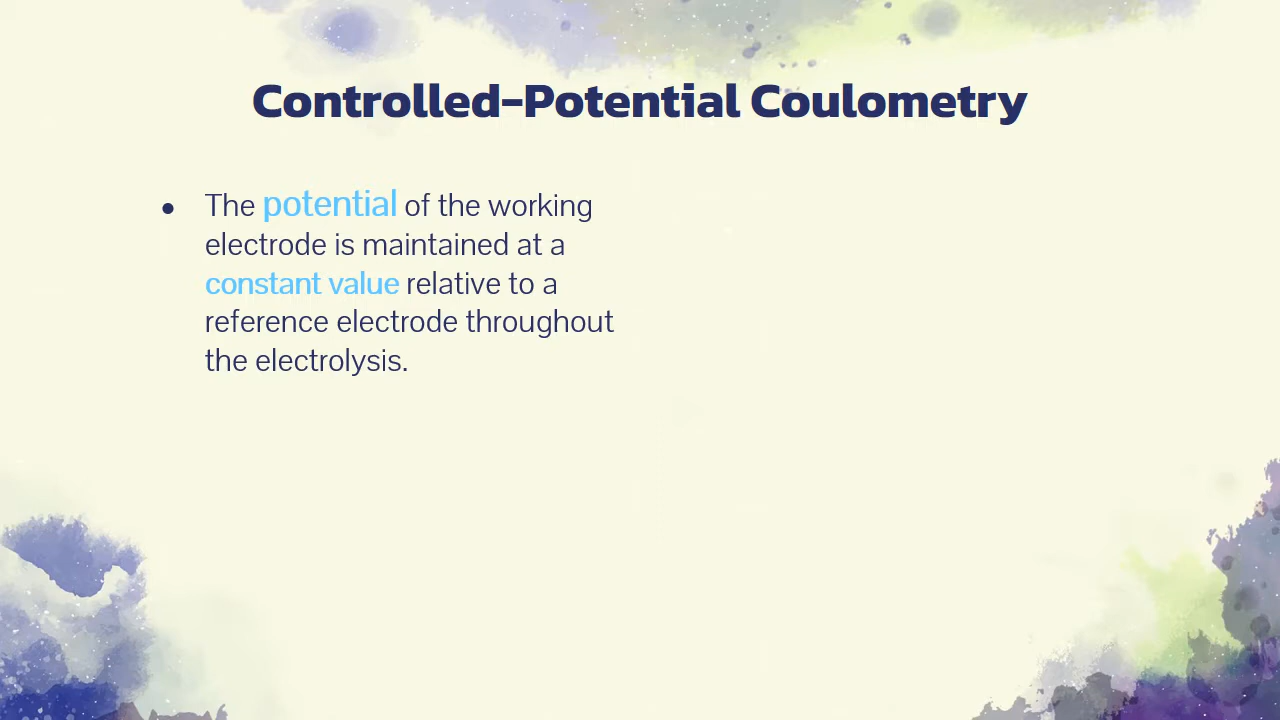 Controlled–Potential Coulometry
● The potential of the working
electrode is maintained at a
constant value relative to a
reference electrode throughout
the electrolysis.